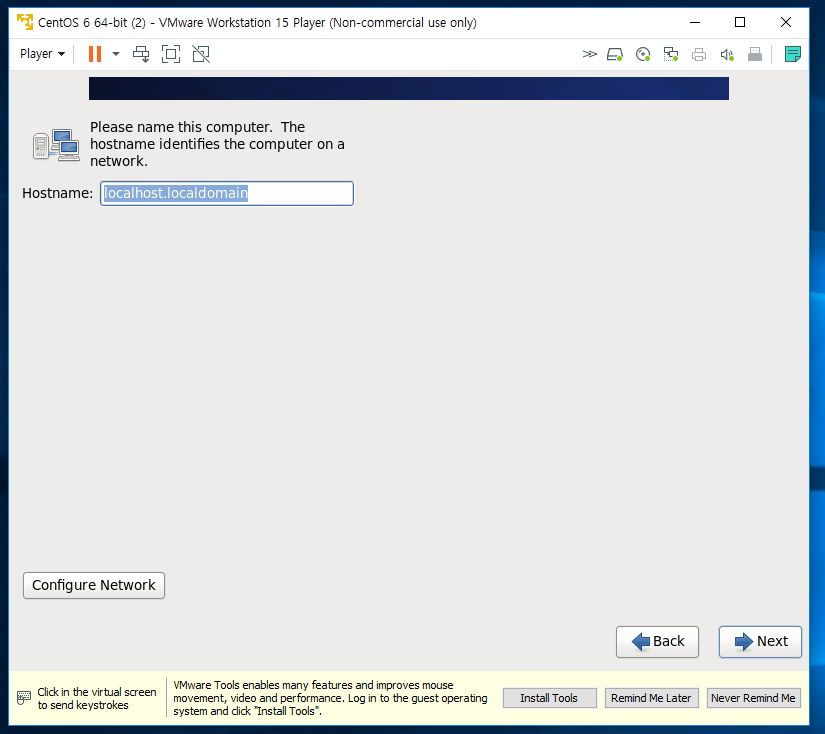 CentOS 6 64-bit (2) - VMware Workstation 15 Player (Non-commercial use only)
Player
Please name this computer.  The
hostname identifies the computer on a
network.
Hostname: localhost.localdomain
Configure Network
Back
Next
Click in the virtual screen
to send keystrokes
VMware Tools enables many features and improves mouse
movement, video and performance. Log in to the guest operating
system and click "Install Tools".
Install Tools
Remind Me Later
Never Remind Me